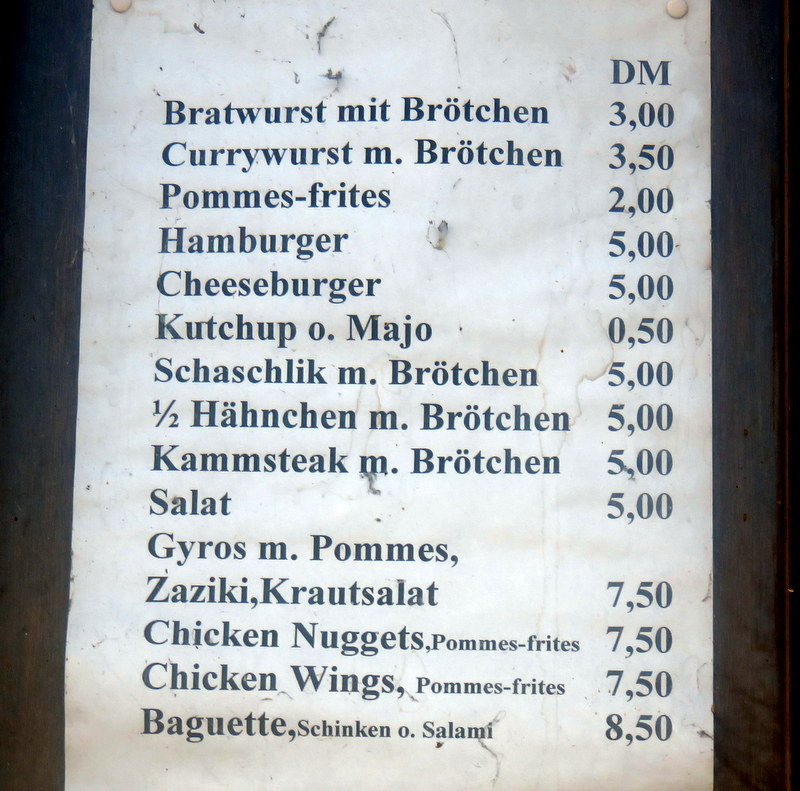 DM
Bratwurst mit Brötchen 3,00
Currywurst m. Brötchen 3,50
Pommes-frites 2,00
Hamburger 5,00
Cheeseburger 5,00
Kutchup o. Majo 0,50
Schaschlik m. Brötchen 5,00
½ Hähnchen m. Brötchen 5,00
Kammsteak m. Brötchen 5,00
Salat 5,00
Gyros m. Pommes,
Zaziki,Krautsalat 7,50
Chicken Nuggets,Pommes-frites 7,50
Chicken Wings, Pommes-frites 7,50
Baguette,Schinken o. Salami 8,50